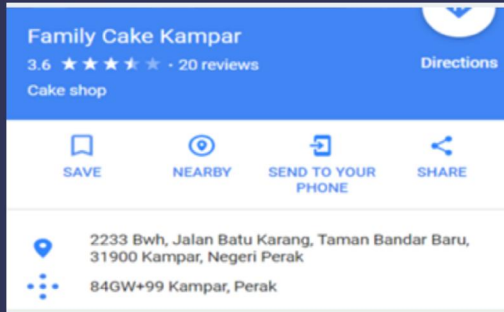 Family Cake Kampar
3.6 ★★★★★ · 20 reviews
Directions
Cake shop
SAVE
NEARBY
SEND TO YOUR
PHONE
SHARE
2233 Bwh, Jalan Batu Karang, Taman Bandar Baru,
31900 Kampar, Negeri Perak
84GW+99 Kampar, Perak